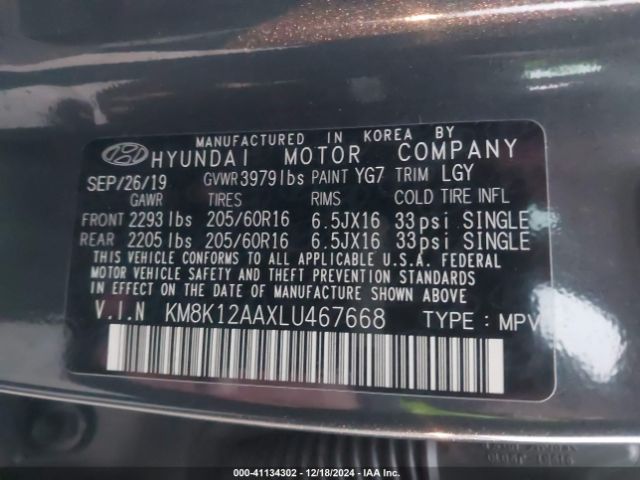 MANUFACTURED IN KOREA BY
HYUNDAI MOTOR COMPANY
SEP/26/19 GVWR 3979lbs PAINT YG7 TRIM LGY
GAWR TIRES RIMS COLD TIRE INFL
FRONT 2293lbs 205/60R16 6.5JX16 33psi SINGLE
REAR 2205lbs 205/60R16 6.5JX16 33psi SINGLE
THIS VEHICLE CONFORMS TO ALL APPLICABLE U.S.A. FEDERAL
MOTOR VEHICLE SAFETY AND THEFT PREVENTION STANDARDS
IN EFFECT ON THE DATE OF MANUFACTURE SHOWN ABOVE.
V.I.N KM8K12AAXLU467668 TYPE : MPV
000-41134302 - 12/18/2024 - IAA Inc.